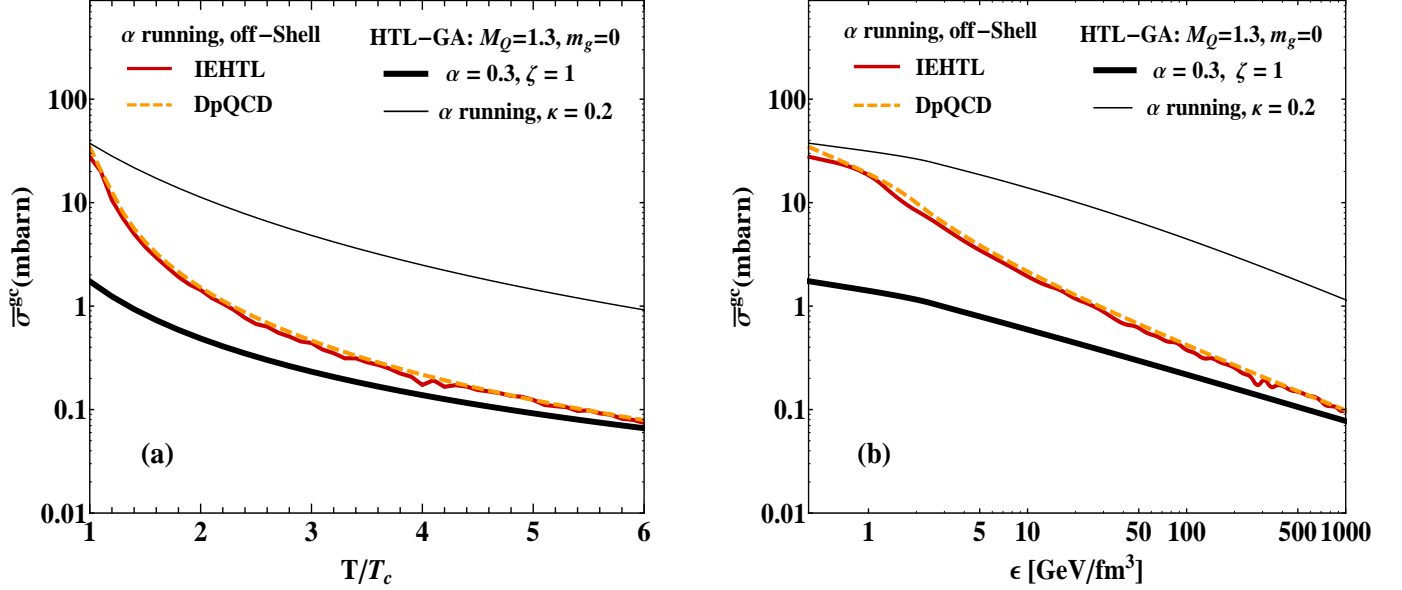 α running, off−Shell
IEHTL
DpQCD
HTL−GA: M_Q=1.3, m_g=0
α = 0.3, ζ = 1
α running, κ = 0.2
100
10
1
0.1
0.01
σ̅^gc(mbarn)
(a)
1 2 3 4 5 6
T/T_c
α running, off−Shell
IEHTL
DpQCD
HTL−GA: M_Q=1.3, m_g=0
α = 0.3, ζ = 1
α running, κ = 0.2
100
10
1
0.1
0.01
σ̅^gc(mbarn)
(b)
1 5 10 50 100 500 1000
ϵ [GeV/fm³]